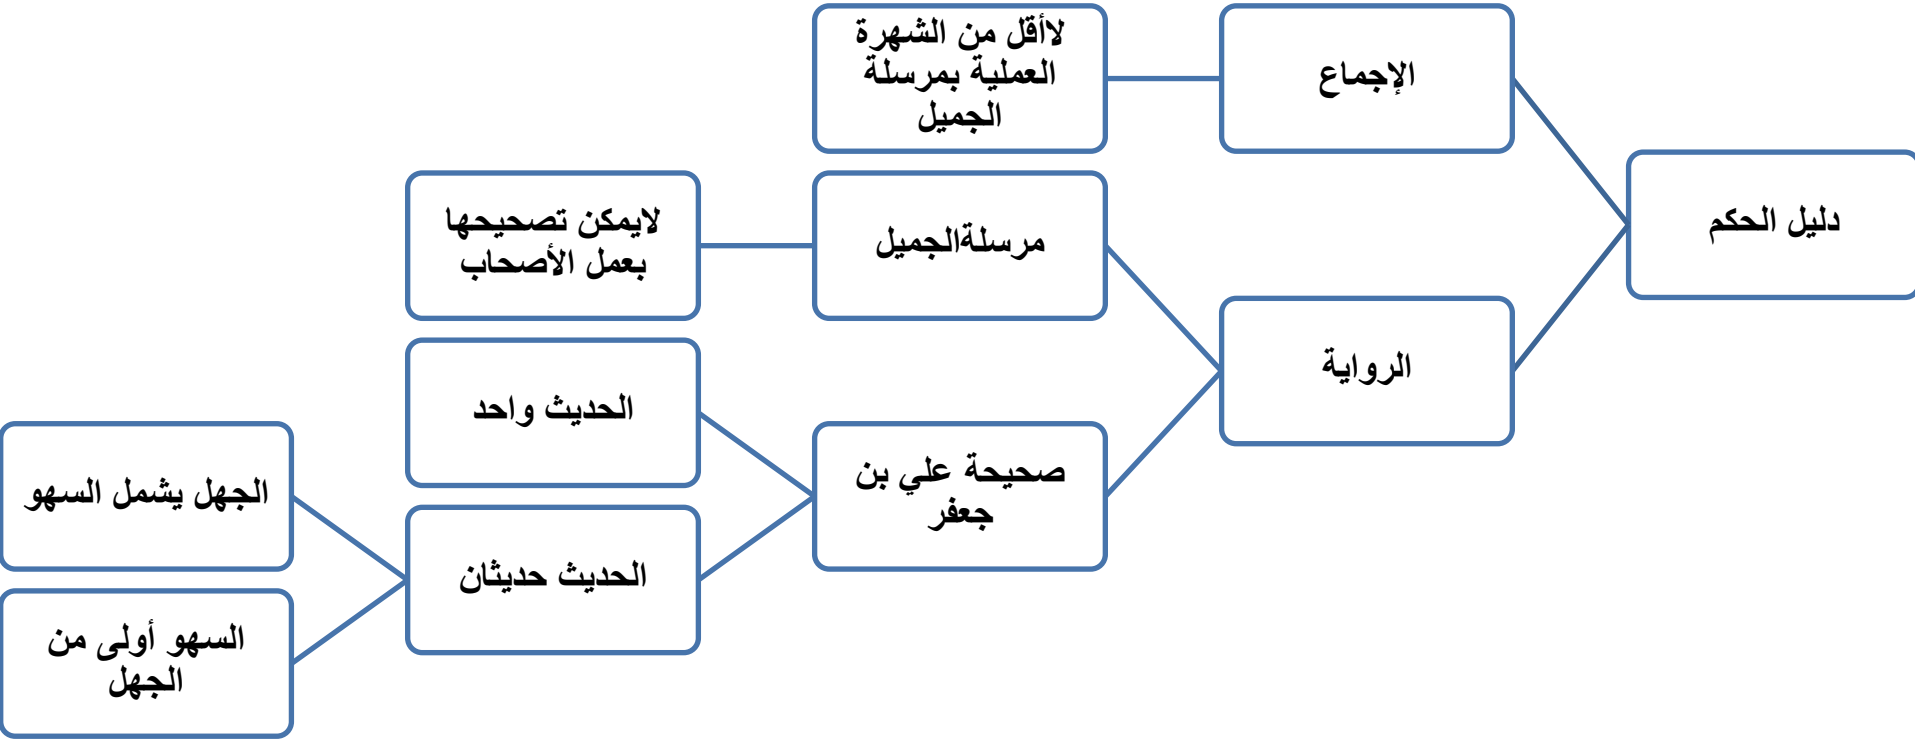 دليل الحكم
الإجماع
لاأقل من الشهرة
العملية بمرسلة
الجميل
الرواية
مرسلةالجميل
لايمكن تصحيحها
بعمل الأصحاب
صحيحة علي بن
جعفر
الحديث واحد
الحديث حديثان
الجهل يشمل السهو
السهو أولى من
الجهل